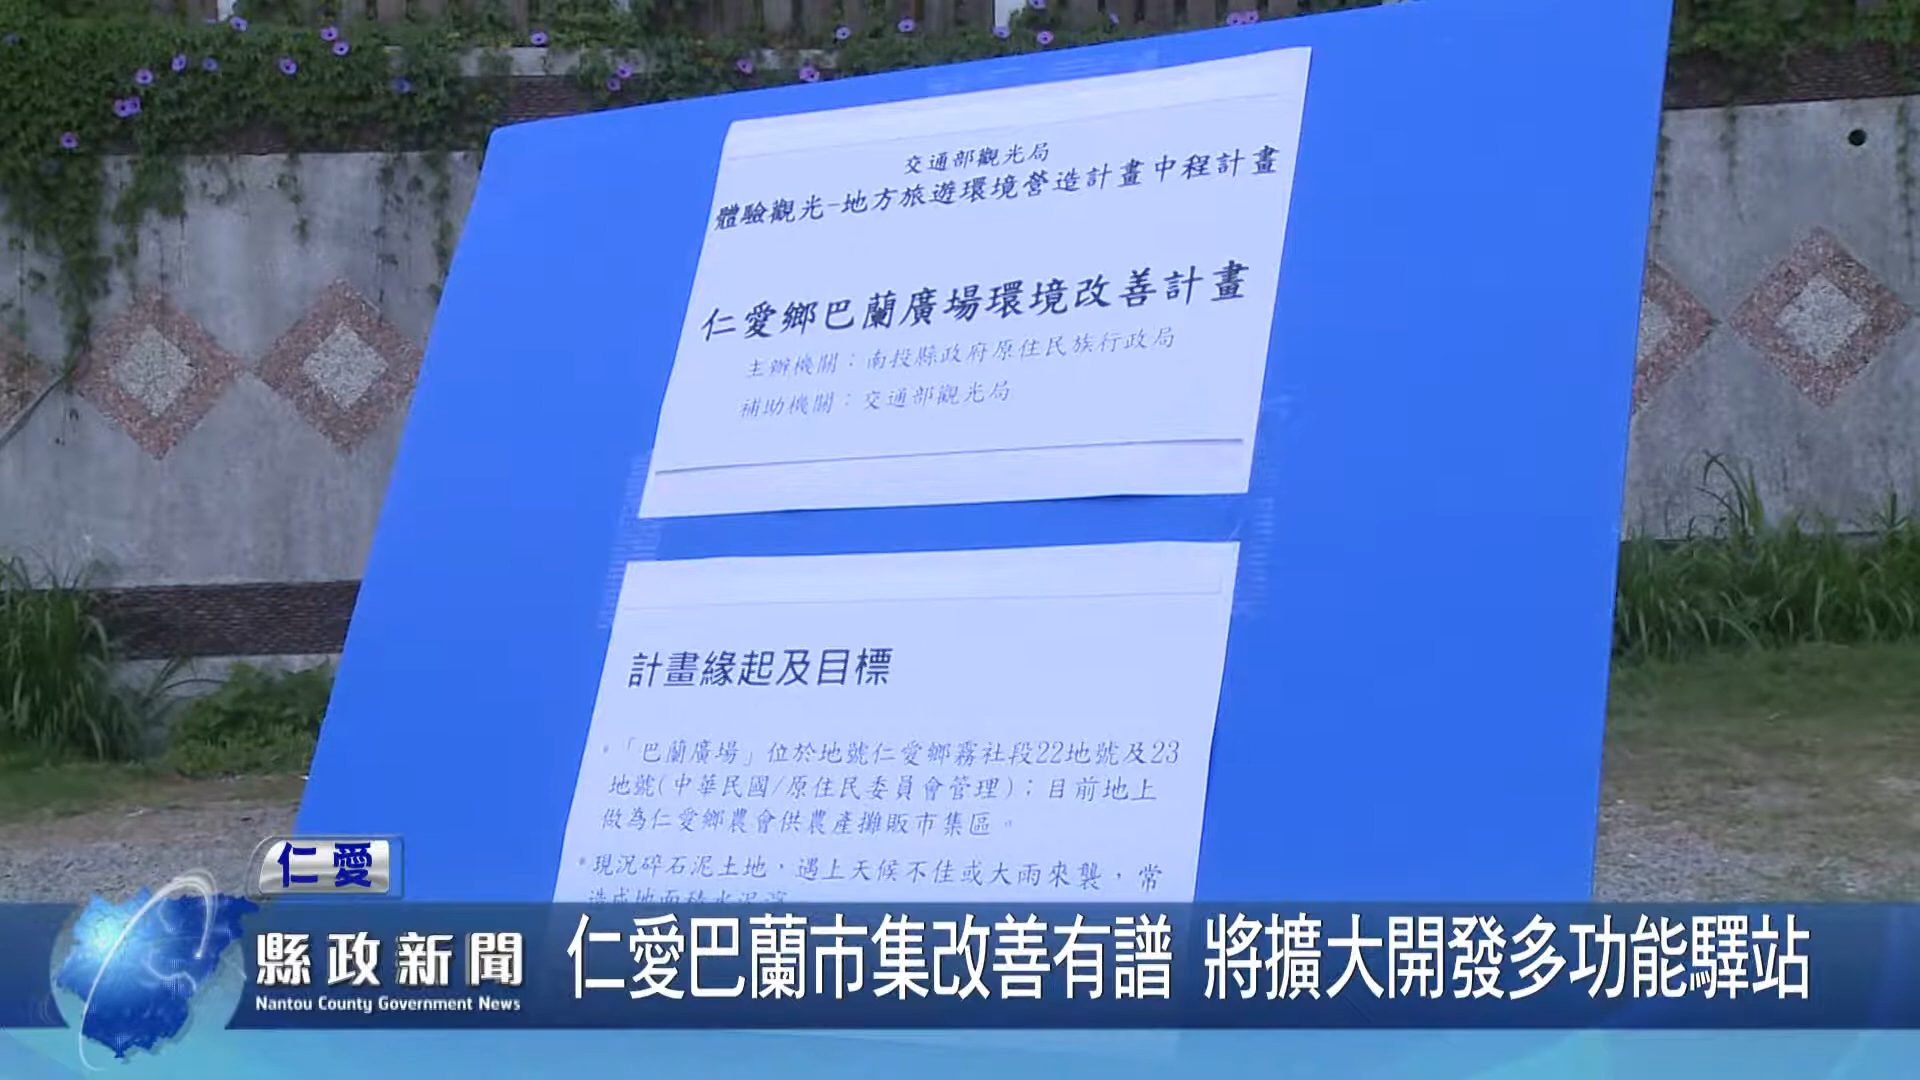 交通部觀光局
體驗觀光-地方旅遊環境營造計畫中程計畫
仁愛鄉巴蘭廣場環境改善計畫
主辦機關：南投縣政府原住民族行政局
補助機關：交通部觀光局
計畫緣起及目標
•「巴蘭廣場」位於地號仁愛鄉霧社段22地號及23
地號(中華民國/原住民委員會管理)；目前地上
做為仁愛鄉農會供農產攤販市集區。
•現況碎石泥土地，遇上天候不佳或大雨來襲，常
造成地面積水泥濘
仁愛
縣政新聞
Nantou County Government News
仁愛巴蘭市集改善有譜 將擴大開發多功能驛站